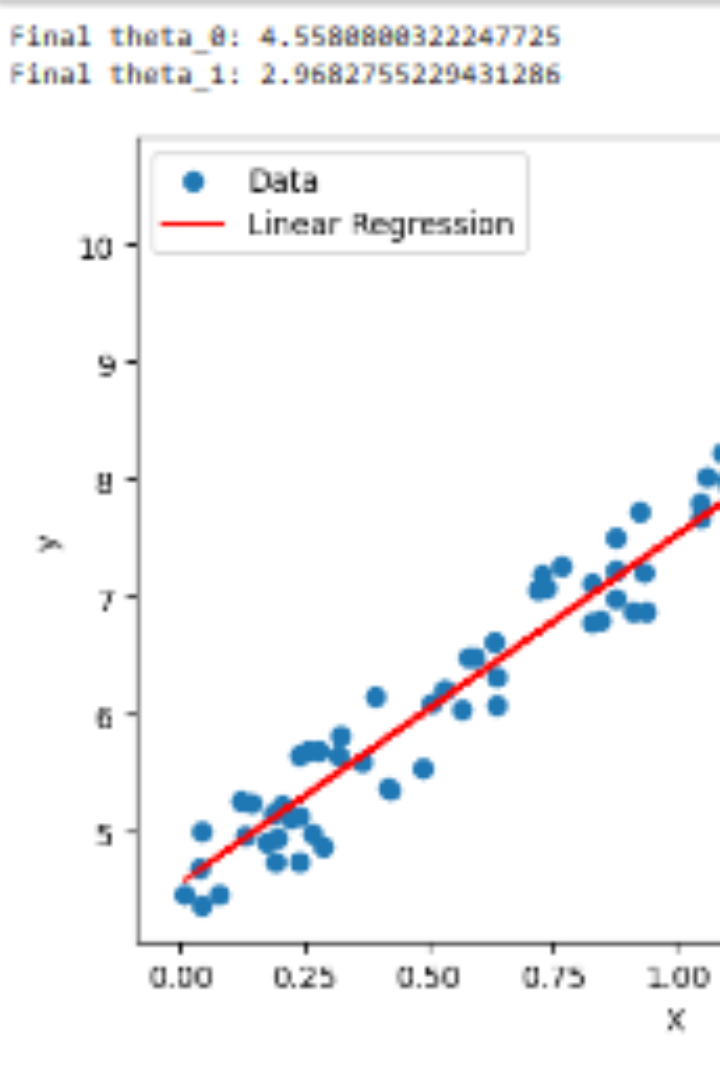 Final theta_0: 4.5580800322247725
Final theta_1: 2.9682755229431286
Data
Linear Regression
10
9
8
7
6
5
y
0.00 0.25 0.50 0.75 1.00
X